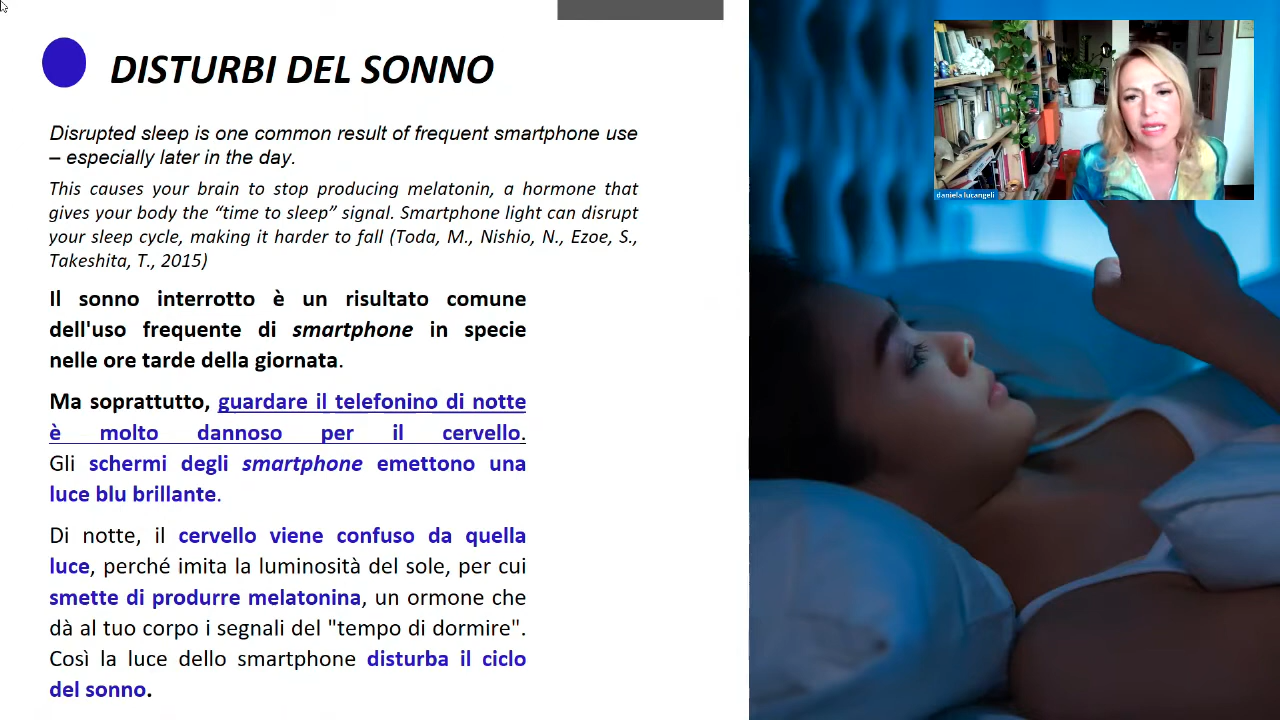 DISTURBI DEL SONNO
Disrupted sleep is one common result of frequent smartphone use
– especially later in the day.
This causes your brain to stop producing melatonin, a hormone that
gives your body the “time to sleep” signal. Smartphone light can disrupt
your sleep cycle, making it harder to fall (Toda, M., Nishio, N., Ezoe, S.,
Takeshita, T., 2015)
Il sonno interrotto è un risultato comune
dell'uso frequente di smartphone in specie
nelle ore tarde della giornata.
Ma soprattutto, guardare il telefonino di notte
è molto dannoso per il cervello.
Gli schermi degli smartphone emettono una
luce blu brillante.
Di notte, il cervello viene confuso da quella
luce, perché imita la luminosità del sole, per cui
smette di produrre melatonina, un ormone che
dà al tuo corpo i segnali del "tempo di dormire".
Così la luce dello smartphone disturba il ciclo
del sonno.
daniela lucangeli